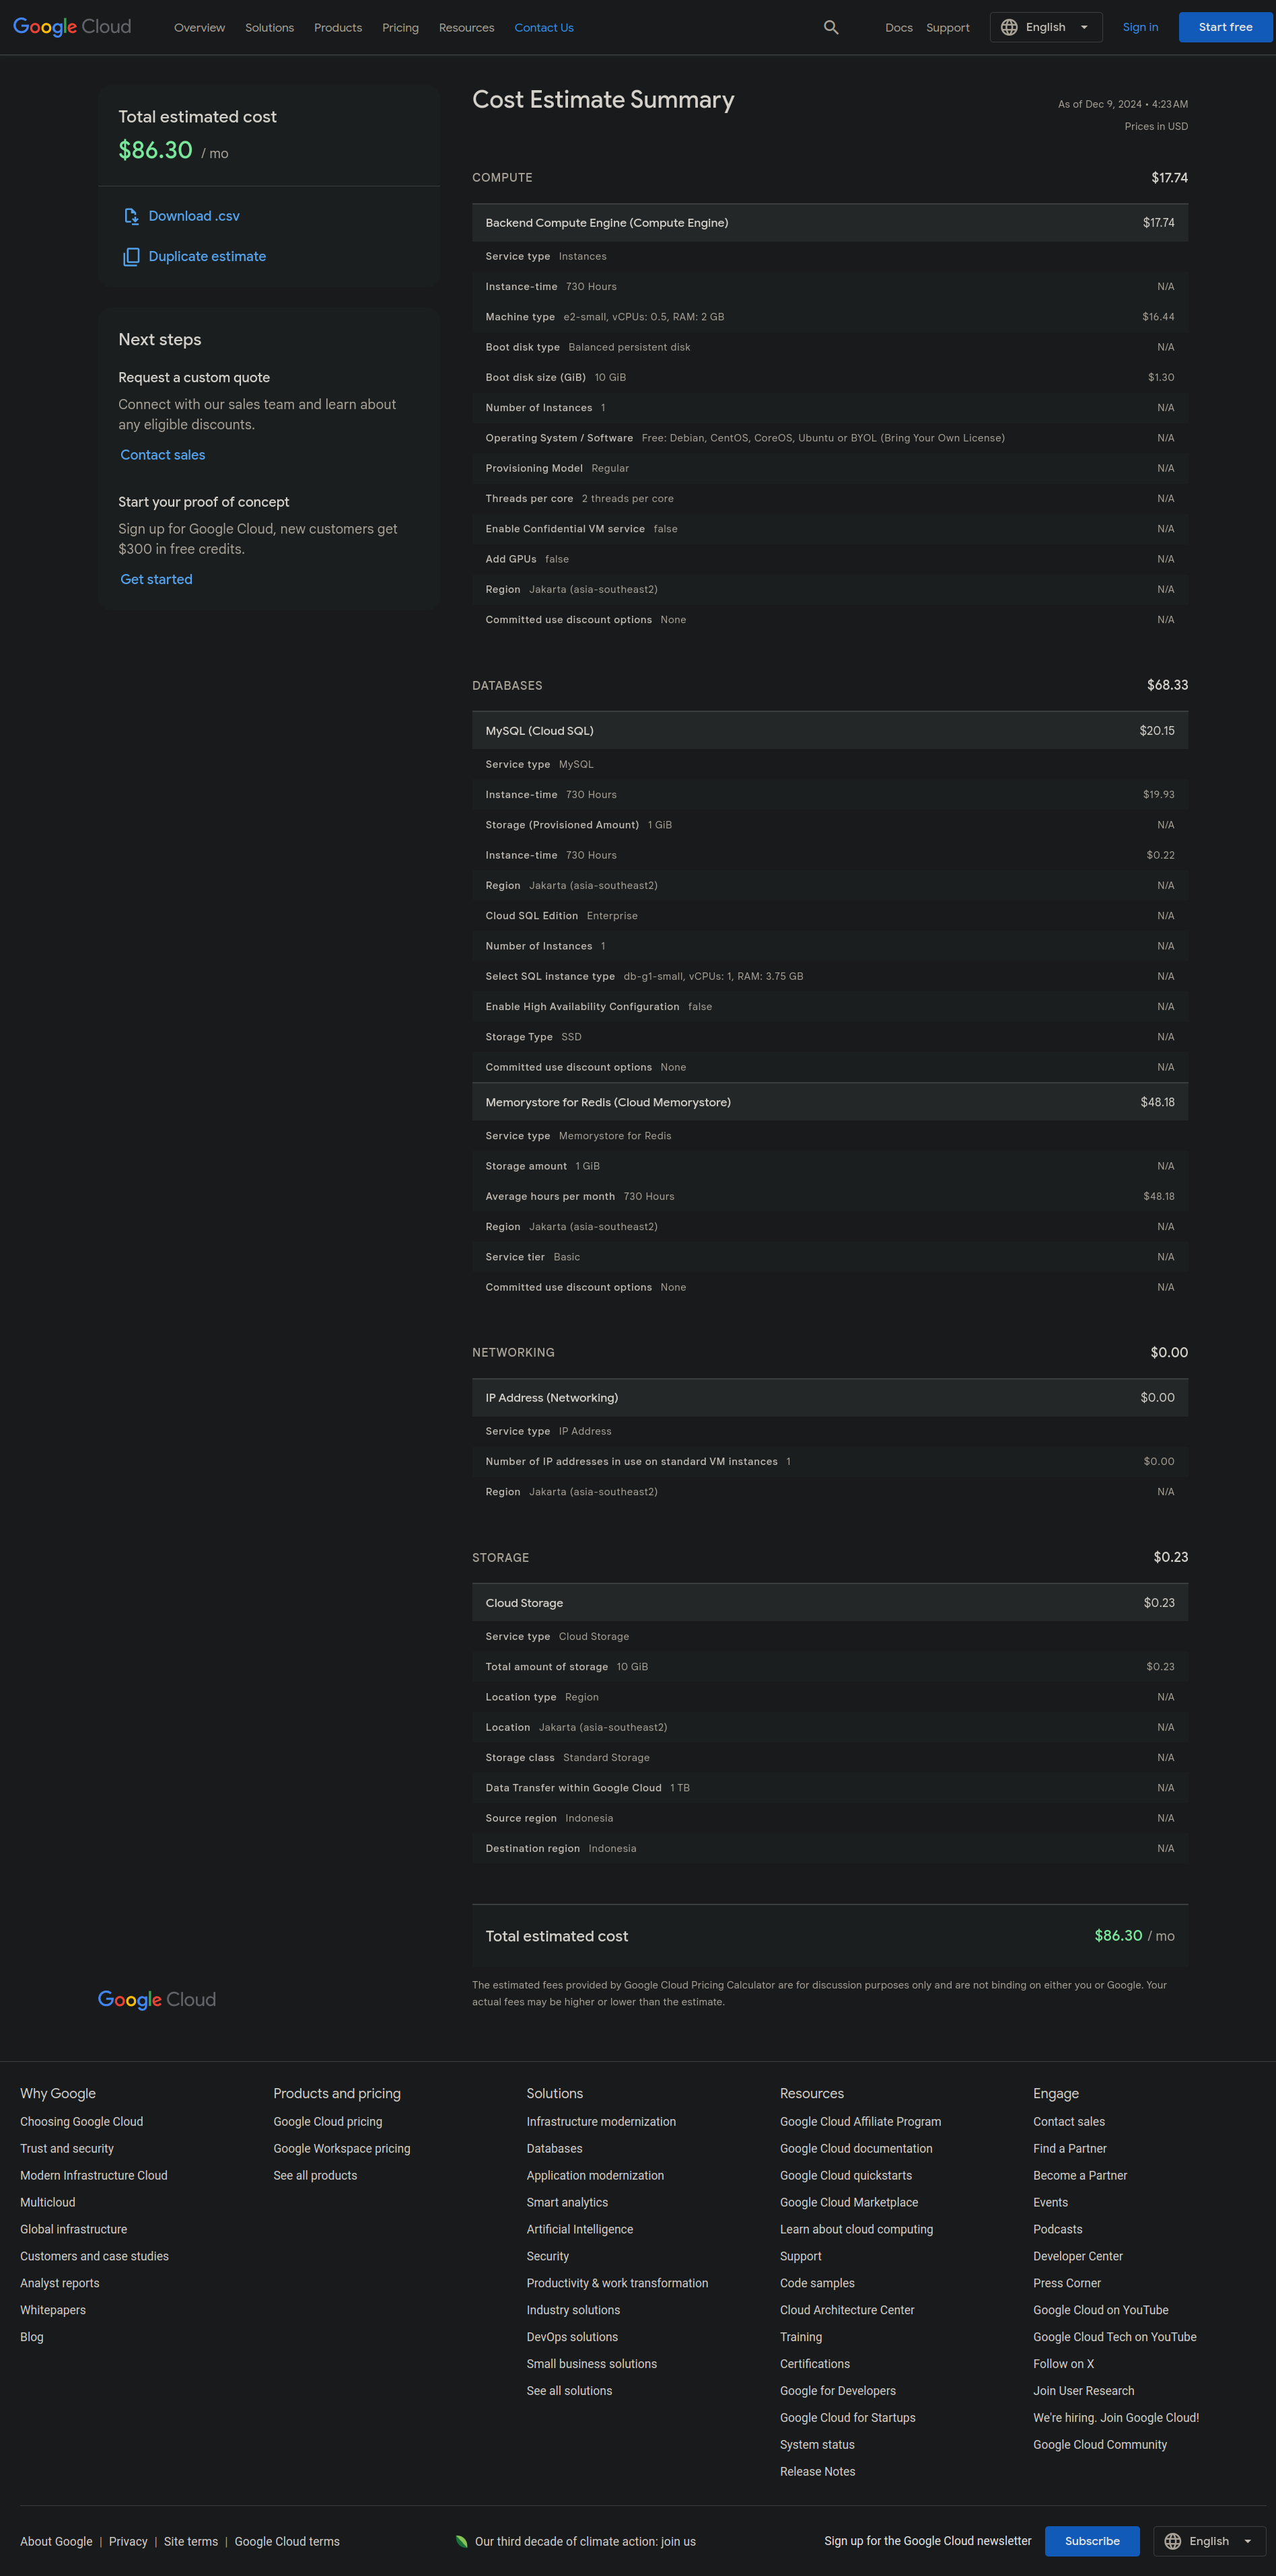 Google Cloud Overview Solutions Products Pricing Resources Contact Us Docs Support English Sign in Start free
Total estimated cost
$86.30 / mo
Download .csv
Duplicate estimate
Next steps
Request a custom quote
Connect with our sales team and learn about
any eligible discounts.
Contact sales
Start your proof of concept
Sign up for Google Cloud, new customers get
$300 in free credits.
Get started
Cost Estimate Summary
As of Dec 9, 2024 • 4:23 AM
Prices in USD
COMPUTE $17.74
Backend Compute Engine (Compute Engine) $17.74
Service type Instances
Instance-time 730 Hours N/A
Machine type e2-small, vCPUs: 0.5, RAM: 2 GB $16.44
Boot disk type Balanced persistent disk N/A
Boot disk size (GiB) 10 GiB $1.30
Number of Instances 1 N/A
Operating System / Software Free: Debian, CentOS, CoreOS, Ubuntu or BYOL (Bring Your Own License) N/A
Provisioning Model Regular N/A
Threads per core 2 threads per core N/A
Enable Confidential VM service false N/A
Add GPUs false N/A
Region Jakarta (asia-southeast2) N/A
Committed use discount options None N/A
DATABASES $68.33
MySQL (Cloud SQL) $20.15
Service type MySQL
Instance-time 730 Hours $19.93
Storage (Provisioned Amount) 1 GiB N/A
Instance-time 730 Hours $0.22
Region Jakarta (asia-southeast2) N/A
Cloud SQL Edition Enterprise N/A
Number of Instances 1 N/A
Select SQL instance type db-g1-small, vCPUs: 1, RAM: 3.75 GB N/A
Enable High Availability Configuration false N/A
Storage Type SSD N/A
Committed use discount options None N/A
Memorystore for Redis (Cloud Memorystore) $48.18
Service type Memorystore for Redis
Storage amount 1 GiB N/A
Average hours per month 730 Hours $48.18
Region Jakarta (asia-southeast2) N/A
Service tier Basic N/A
Committed use discount options None N/A
NETWORKING $0.00
IP Address (Networking) $0.00
Service type IP Address
Number of IP addresses in use on standard VM instances 1 $0.00
Region Jakarta (asia-southeast2) N/A
STORAGE $0.23
Cloud Storage $0.23
Service type Cloud Storage
Total amount of storage 10 GiB $0.23
Location type Region N/A
Location Jakarta (asia-southeast2) N/A
Storage class Standard Storage N/A
Data Transfer within Google Cloud 1 TB N/A
Source region Indonesia N/A
Destination region Indonesia N/A
Total estimated cost $86.30 / mo
The estimated fees provided by Google Cloud Pricing Calculator are for discussion purposes only and are not binding on either you or Google. Your
actual fees may be higher or lower than the estimate.
Google Cloud
Why Google
Choosing Google Cloud
Trust and security
Modern Infrastructure Cloud
Multicloud
Global infrastructure
Customers and case studies
Analyst reports
Whitepapers
Blog
Products and pricing
Google Cloud pricing
Google Workspace pricing
See all products
Solutions
Infrastructure modernization
Databases
Application modernization
Smart analytics
Artificial Intelligence
Security
Productivity & work transformation
Industry solutions
DevOps solutions
Small business solutions
See all solutions
Resources
Google Cloud Affiliate Program
Google Cloud documentation
Google Cloud quickstarts
Google Cloud Marketplace
Learn about cloud computing
Support
Code samples
Cloud Architecture Center
Training
Certifications
Google for Developers
Google Cloud for Startups
System status
Release Notes
Engage
Contact sales
Find a Partner
Become a Partner
Events
Podcasts
Developer Center
Press Corner
Google Cloud on YouTube
Google Cloud Tech on YouTube
Follow on X
Join User Research
We're hiring. Join Google Cloud!
Google Cloud Community
About Google | Privacy | Site terms | Google Cloud terms Our third decade of climate action: join us Sign up for the Google Cloud newsletter Subscribe English